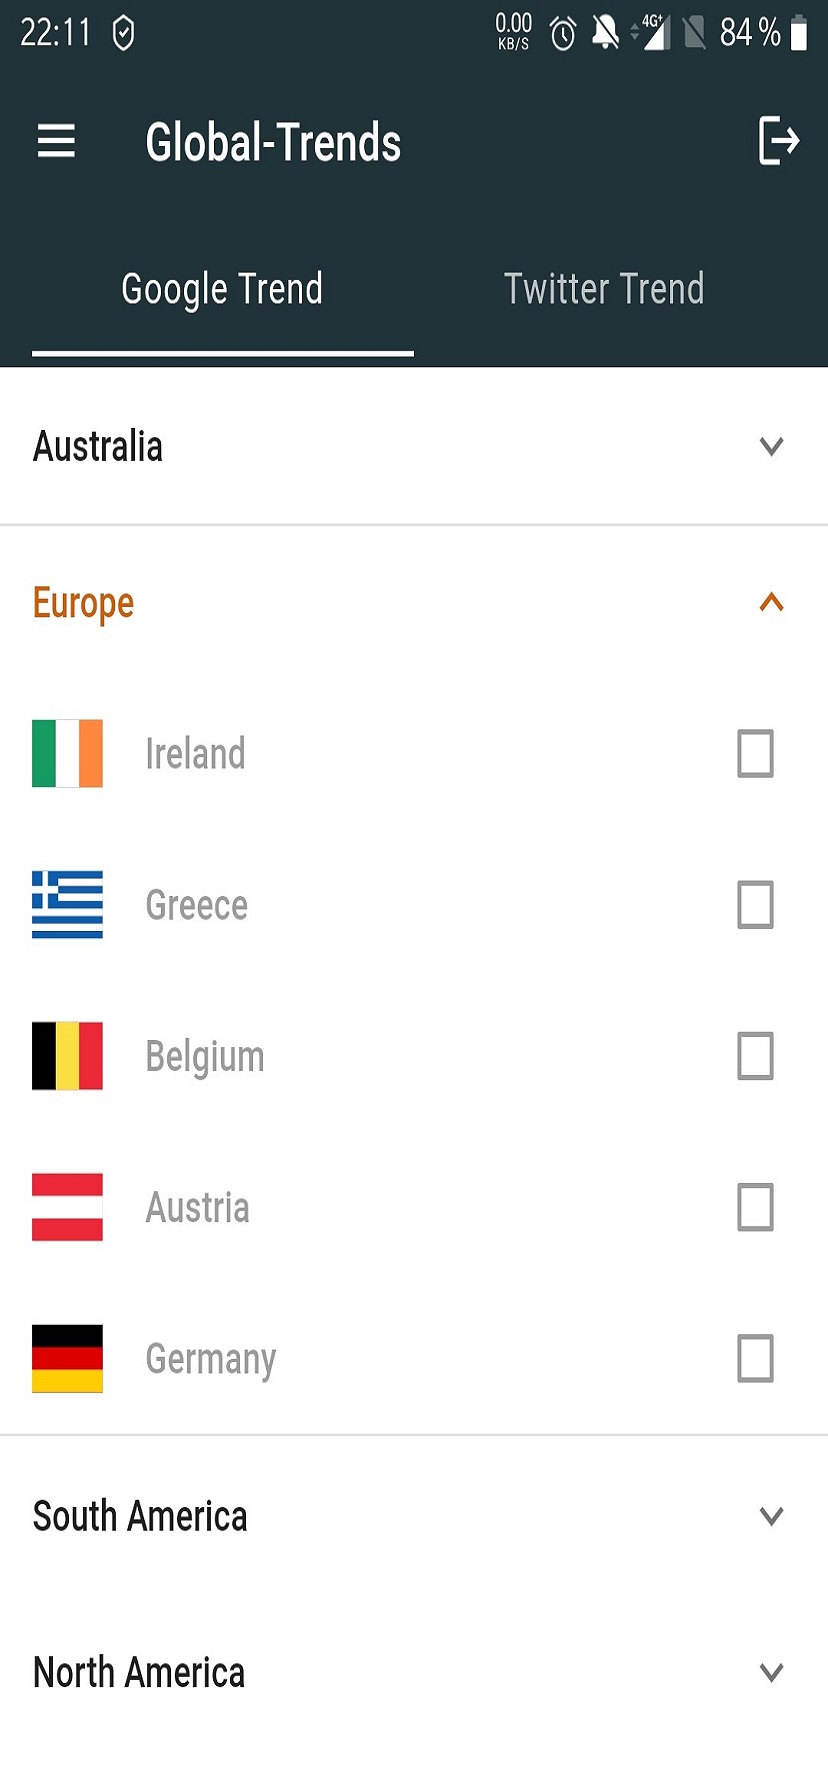 22:11 0.00 KB/S 4G+ 84 %
Global-Trends
Google Trend Twitter Trend
Australia
Europe
Ireland
Greece
Belgium
Austria
Germany
South America
North America